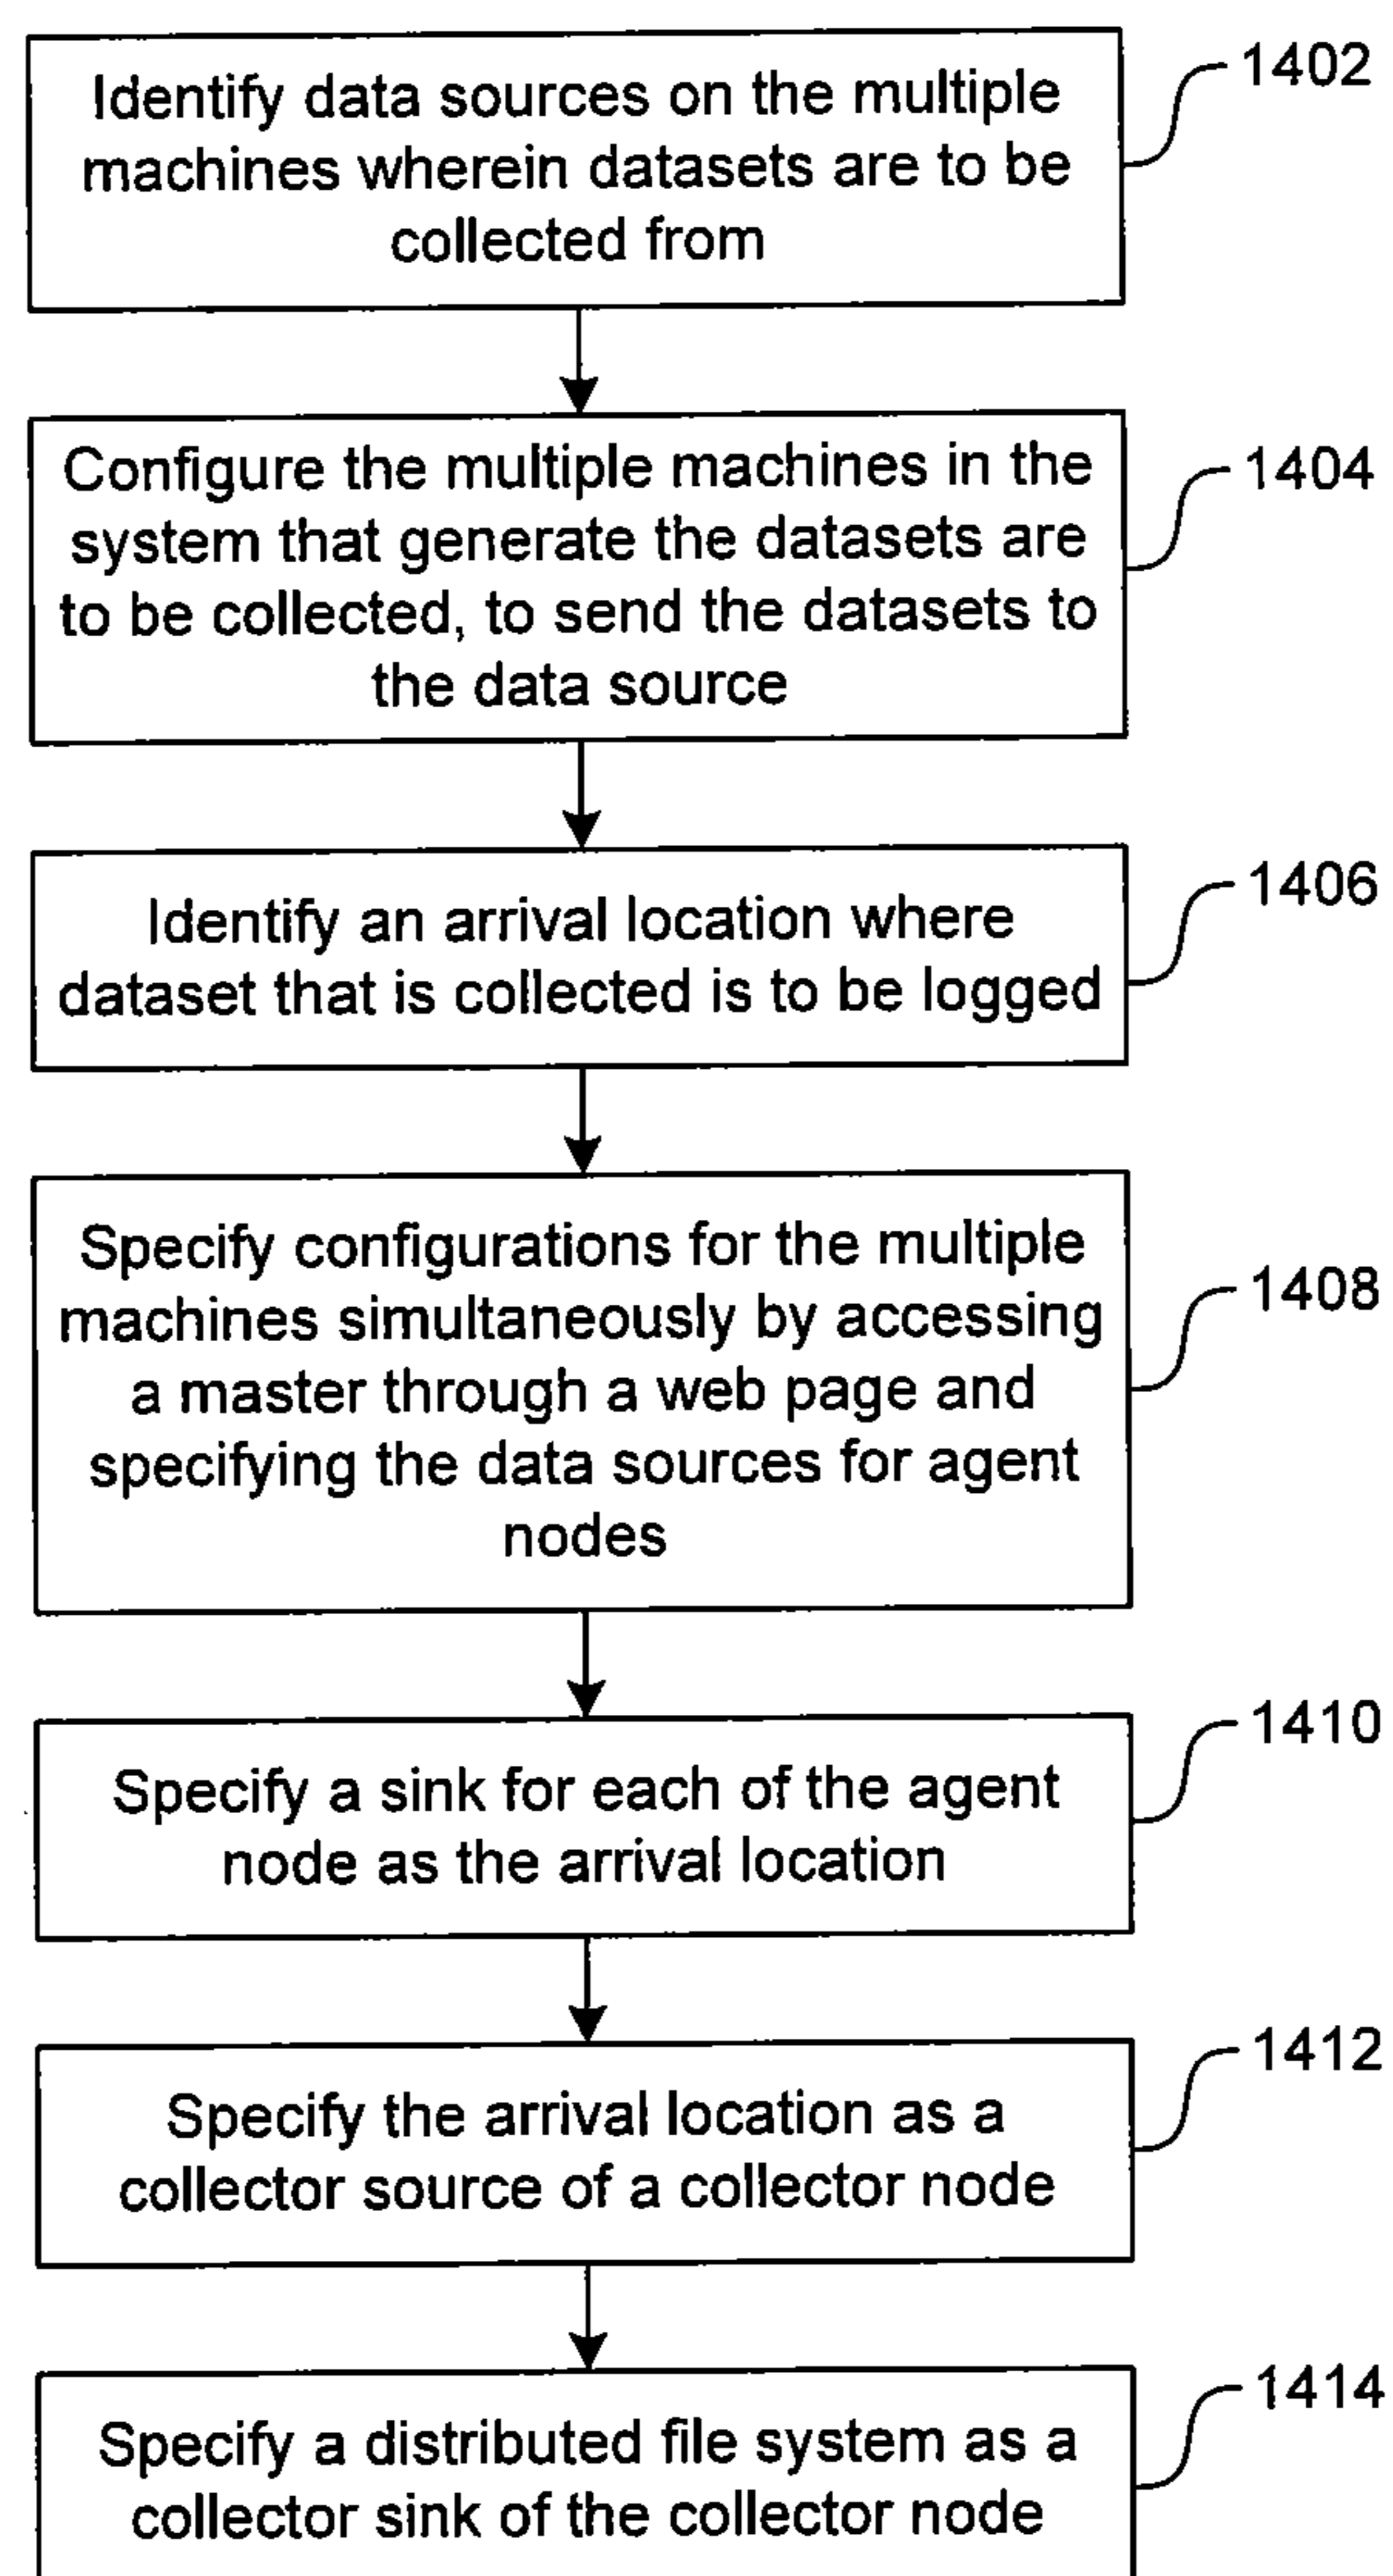 Identify data sources on the multiple
machines wherein datasets are to be
collected from
1402
Configure the multiple machines in the
system that generate the datasets are
to be collected, to send the datasets to
the data source
1404
Identify an arrival location where
dataset that is collected is to be logged
1406
Specify configurations for the multiple
machines simultaneously by accessing
a master through a web page and
specifying the data sources for agent
nodes
1408
Specify a sink for each of the agent
node as the arrival location
1410
Specify the arrival location as a
collector source of a collector node
1412
Specify a distributed file system as a
collector sink of the collector node
1414